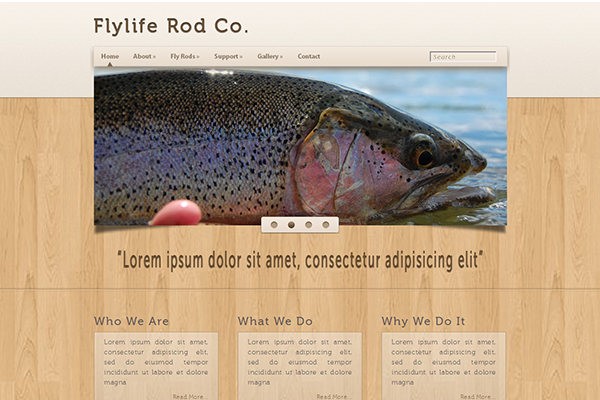 Flylife Rod Co.
Home About » Fly Rods » Support » Gallery » Contact Search
"Lorem ipsum dolor sit amet, consectetur adipisicing elit"
Who We Are
Lorem ipsum dolor sit amet, consectetur adipisicing elit, sed do eiusmod tempor incididunt ut labore et dolore magna
Read More...
What We Do
Lorem ipsum dolor sit amet, consectetur adipisicing elit, sed do eiusmod tempor incididunt ut labore et dolore magna
Read More...
Why We Do It
Lorem ipsum dolor sit amet, consectetur adipisicing elit, sed do eiusmod tempor incididunt ut labore et dolore magna
Read More...